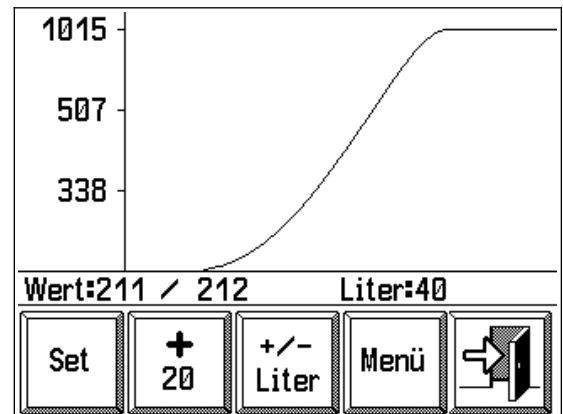 1015
507
338
Wert:211 / 212 Liter:40
Set
+
20
+/-
Liter
Menü